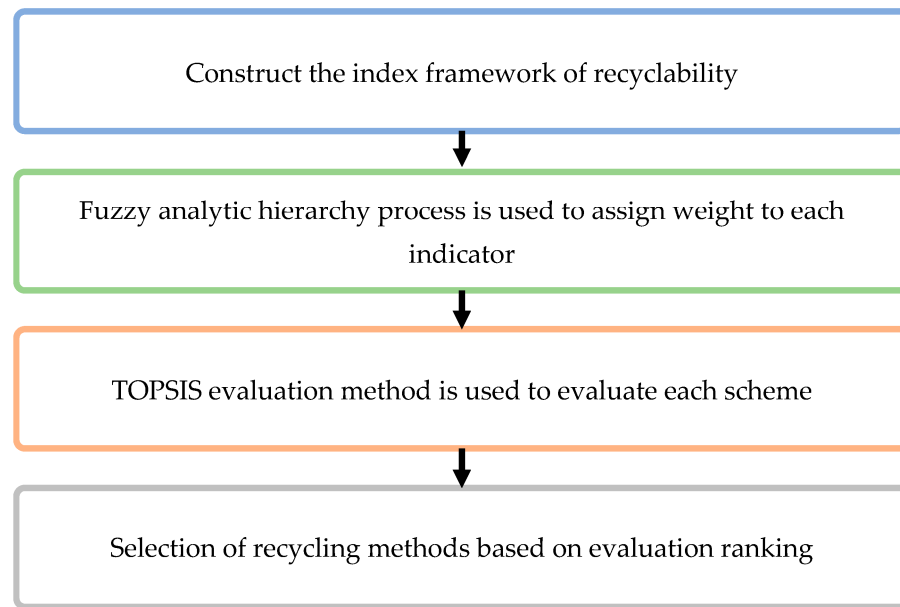 Construct the index framework of recyclability
Fuzzy analytic hierarchy process is used to assign weight to each
indicator
TOPSIS evaluation method is used to evaluate each scheme
Selection of recycling methods based on evaluation ranking